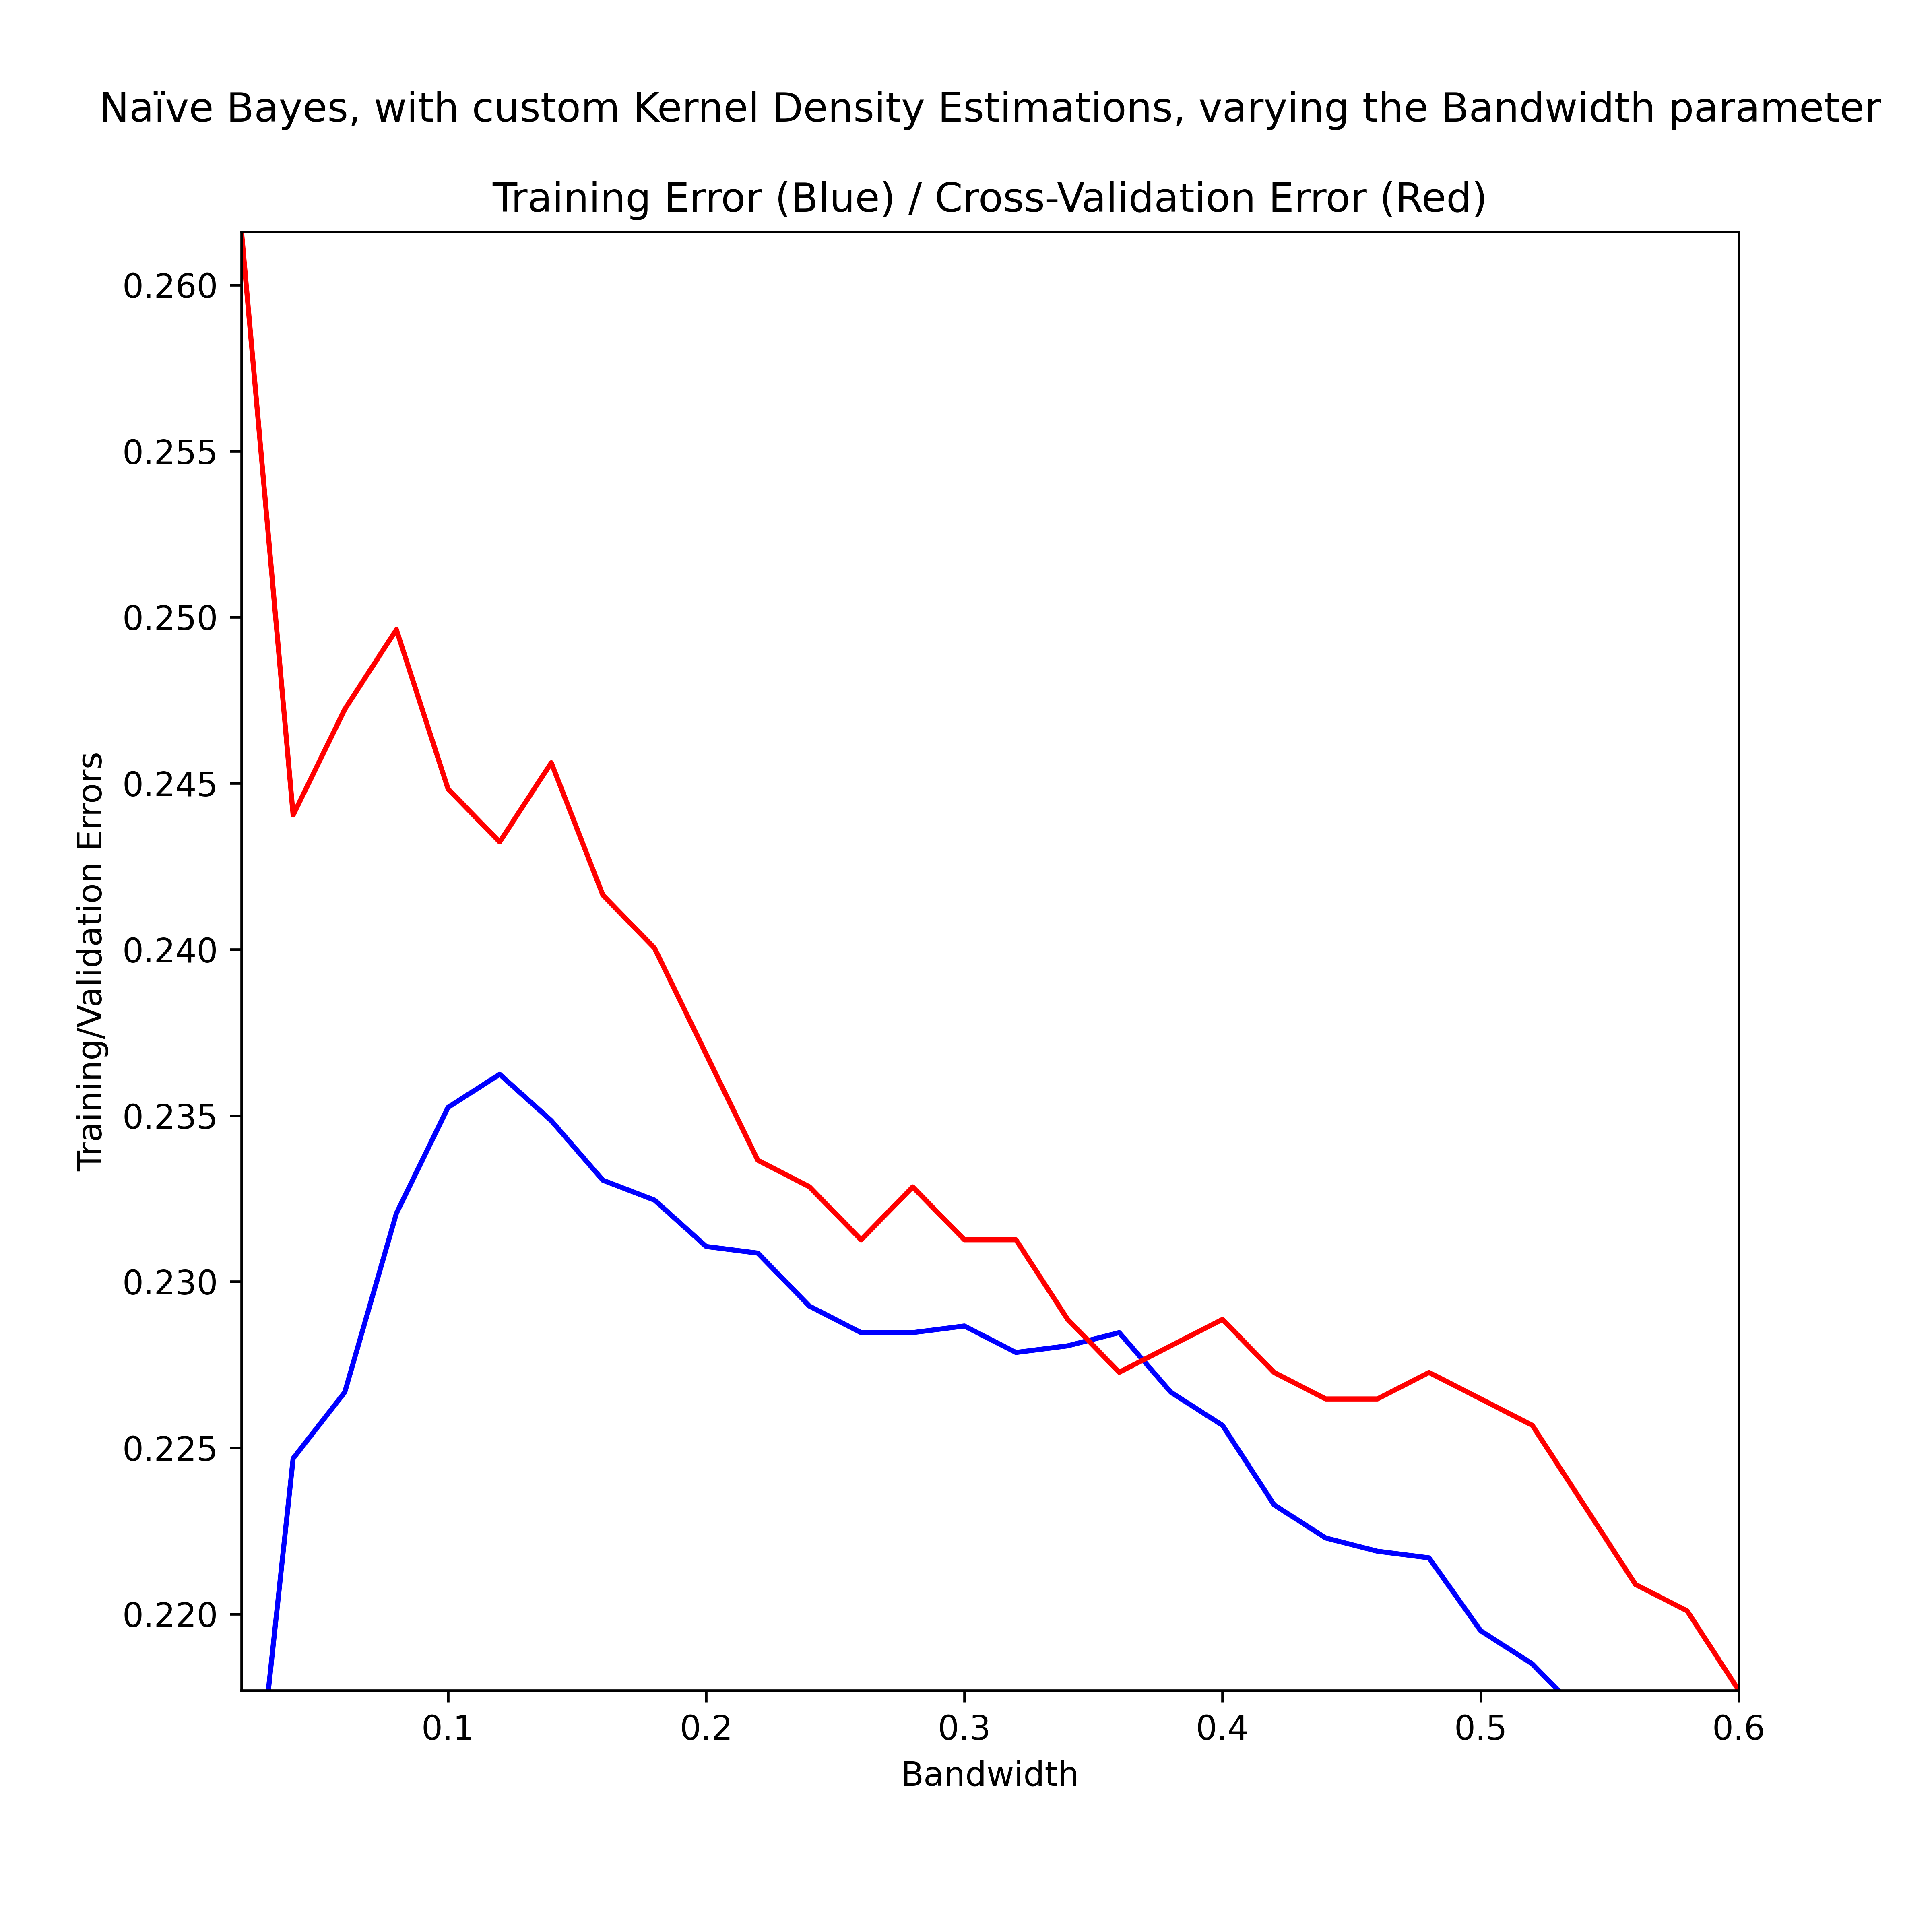 Naïve Bayes, with custom Kernel Density Estimations, varying the Bandwidth parameter
Training Error (Blue) / Cross-Validation Error (Red)
Training/Validation Errors
0.260
0.255
0.250
0.245
0.240
0.235
0.230
0.225
0.220
0.1 0.2 0.3 0.4 0.5 0.6
Bandwidth